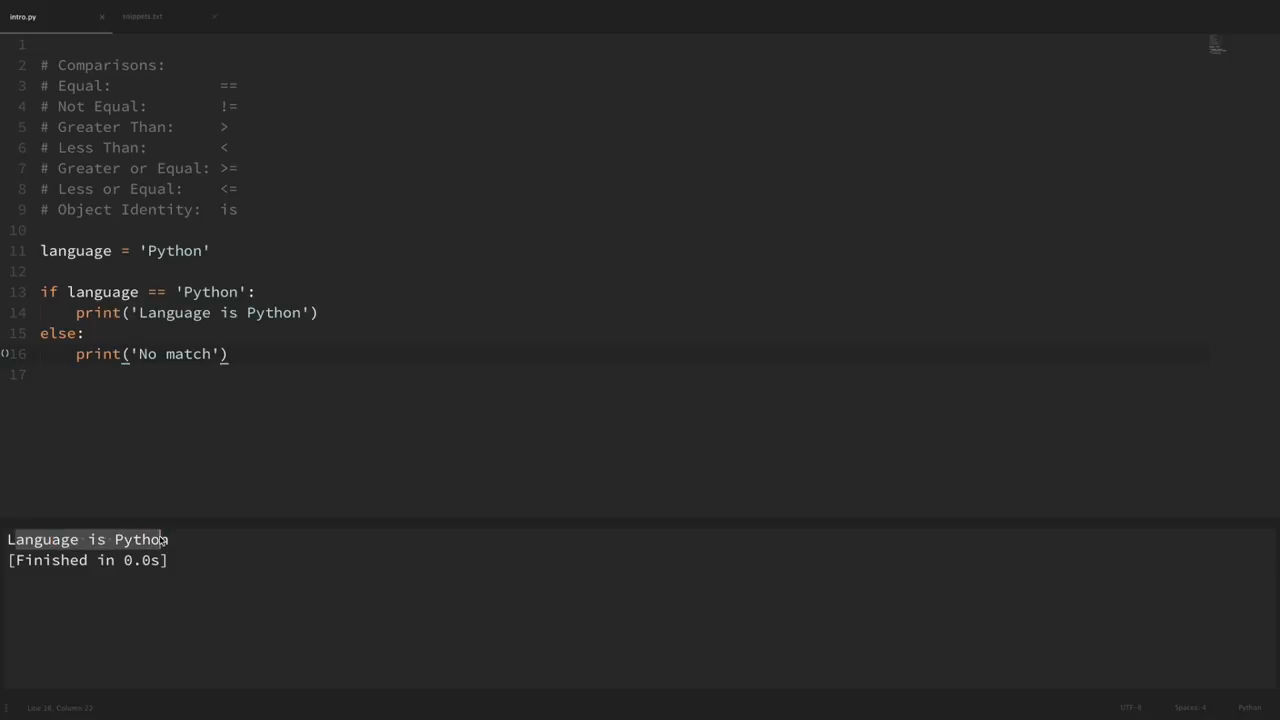 intro.py × snippets.txt ×
1
2 # Comparisons:
3 # Equal: ==
4 # Not Equal: !=
5 # Greater Than: >
6 # Less Than: <
7 # Greater or Equal: >=
8 # Less or Equal: <=
9 # Object Identity: is
10
11 language = 'Python'
12
13 if language == 'Python':
14     print('Language is Python')
15 else:
16     print('No match')
17
Language is Python
[Finished in 0.0s]
Line 16, Column 22 UTF-8 Spaces: 4 Python